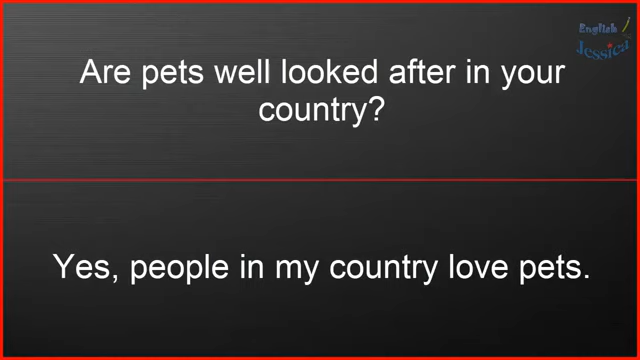 English
Jessica
Are pets well looked after in your
country?
Yes, people in my country love pets.